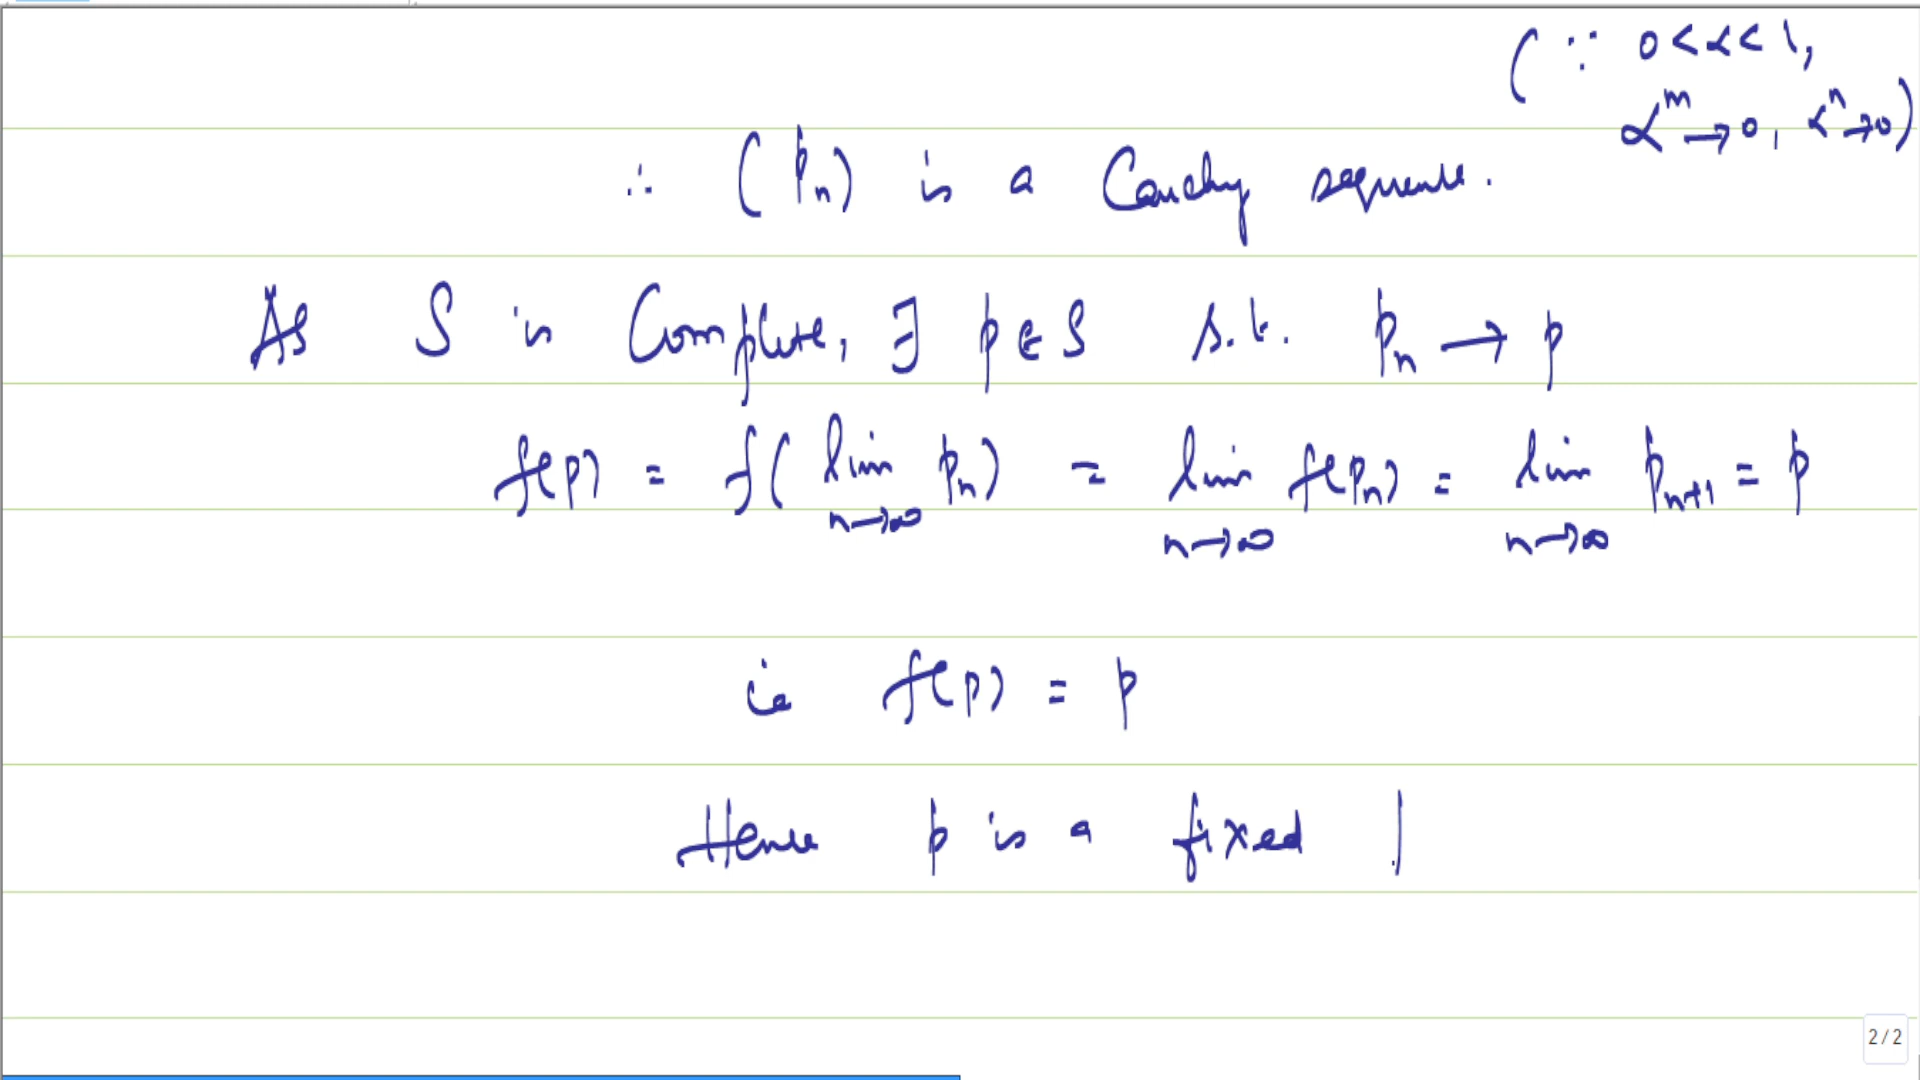 (∵ 0<α<1,
α^m→0, α^n→0)
∴ (p_n) is a Cauchy sequence.
As S is Complete, ∃ p∈S s.t. p_n → p
f(p) = f(lim_{n→∞} p_n) = lim_{n→∞} f(p_n) = lim_{n→∞} p_{n+1} = p
ie f(p) = p
Hence p is a fixed
2/2